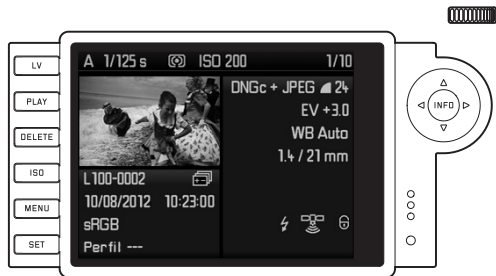 LV
PLAY
DELETE
ISO
MENU
SET
A 1/125 s ISO 200 1/10
DNGc + JPEG 24
EV +3.0
WB Auto
1.4 / 21 mm
L100-0002
10/08/2012 10:23:00
sRGB
Perfil ---
INFO